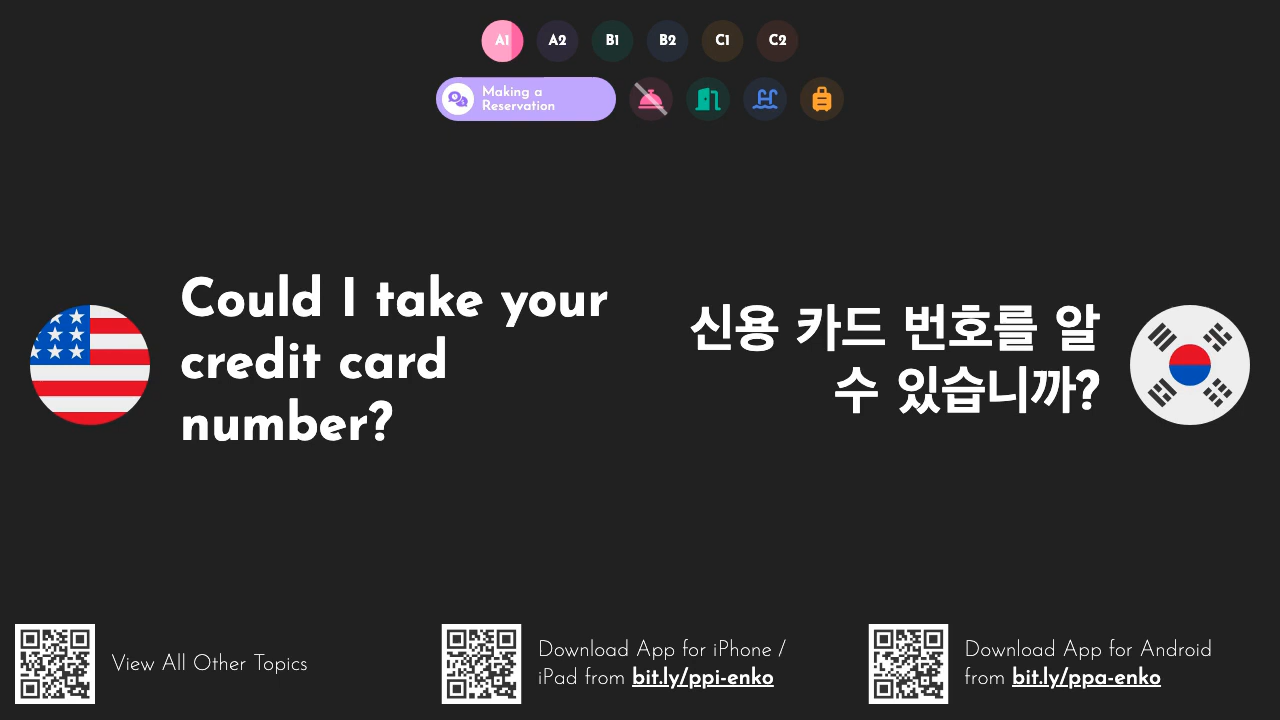 A1 A2 B1 B2 C1 C2
Making a
Reservation
Could I take your
credit card
number?
신용 카드 번호를 알
수 있습니까?
View All Other Topics
Download App for iPhone /
iPad from bit.ly/ppi-enko
Download App for Android
from bit.ly/ppa-enko